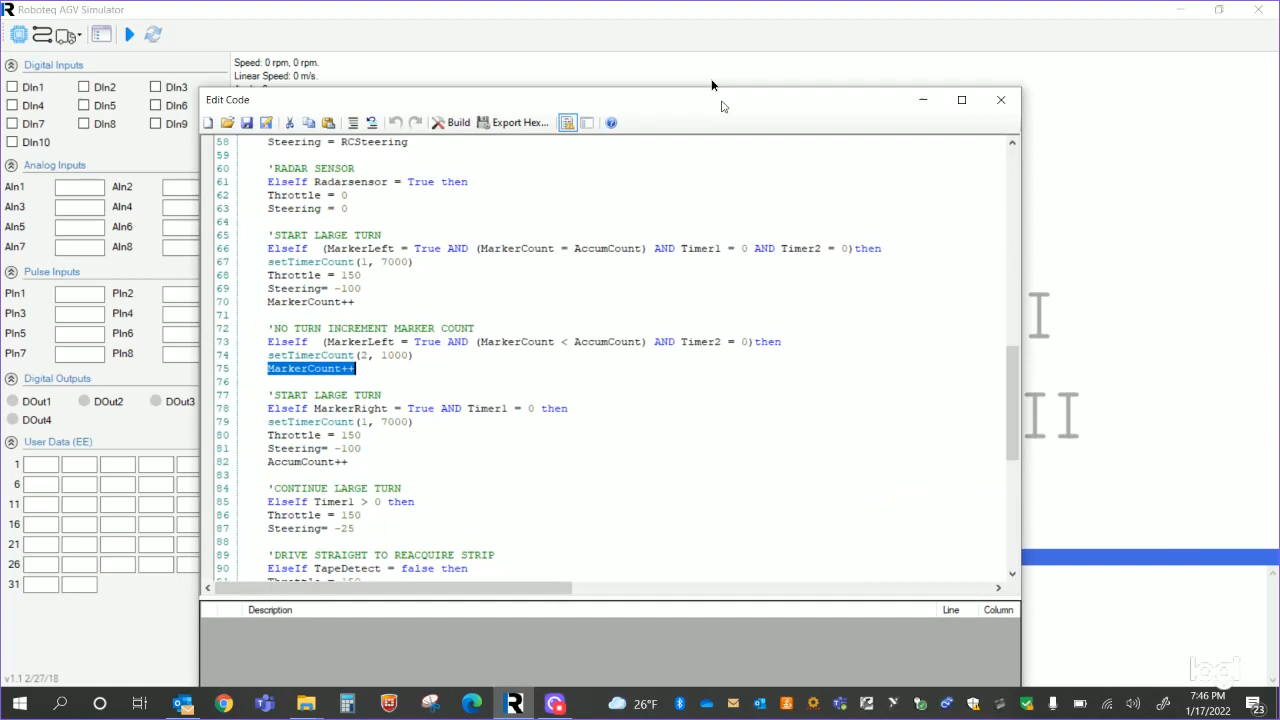 Roboteq AGV Simulator
Digital Inputs
DIn1 DIn2 DIn3
DIn4 DIn5 DIn6
DIn7 DIn8 DIn9
DIn10
Analog Inputs
AIn1 AIn2
AIn3 AIn4
AIn5 AIn6
AIn7 AIn8
Pulse Inputs
PIn1 PIn2
PIn3 PIn4
PIn5 PIn6
PIn7 PIn8
Digital Outputs
DOut1 DOut2 DOut3
DOut4
User Data (EE)
1
6
11
16
21
26
31
v1.1 2/27/18
Speed: 0 rpm, 0 rpm.
Linear Speed: 0 m/s.
Edit Code
Build Export Hex...
58 Steering = RCSteering
59
60 'RADAR SENSOR
61 ElseIf Radarsensor = True then
62 Throttle = 0
63 Steering = 0
64
65 'START LARGE TURN
66 ElseIf (MarkerLeft = True AND (MarkerCount = AccumCount) AND Timer1 = 0 AND Timer2 = 0)then
67 setTimerCount(1, 7000)
68 Throttle = 150
69 Steering= -100
70 MarkerCount++
71
72 'NO TURN INCREMENT MARKER COUNT
73 ElseIf (MarkerLeft = True AND (MarkerCount < AccumCount) AND Timer2 = 0)then
74 setTimerCount(2, 1000)
75 MarkerCount++
76
77 'START LARGE TURN
78 ElseIf MarkerRight = True AND Timer1 = 0 then
79 setTimerCount(1, 7000)
80 Throttle = 150
81 Steering= -100
82 AccumCount++
83
84 'CONTINUE LARGE TURN
85 ElseIf Timer1 > 0 then
86 Throttle = 150
87 Steering= -25
88
89 'DRIVE STRAIGHT TO REACQUIRE STRIP
90 ElseIf TapeDetect = false then
91 Throttle = 150
Description Line Column
logi
26°F
7:46 PM
1/17/2022
23